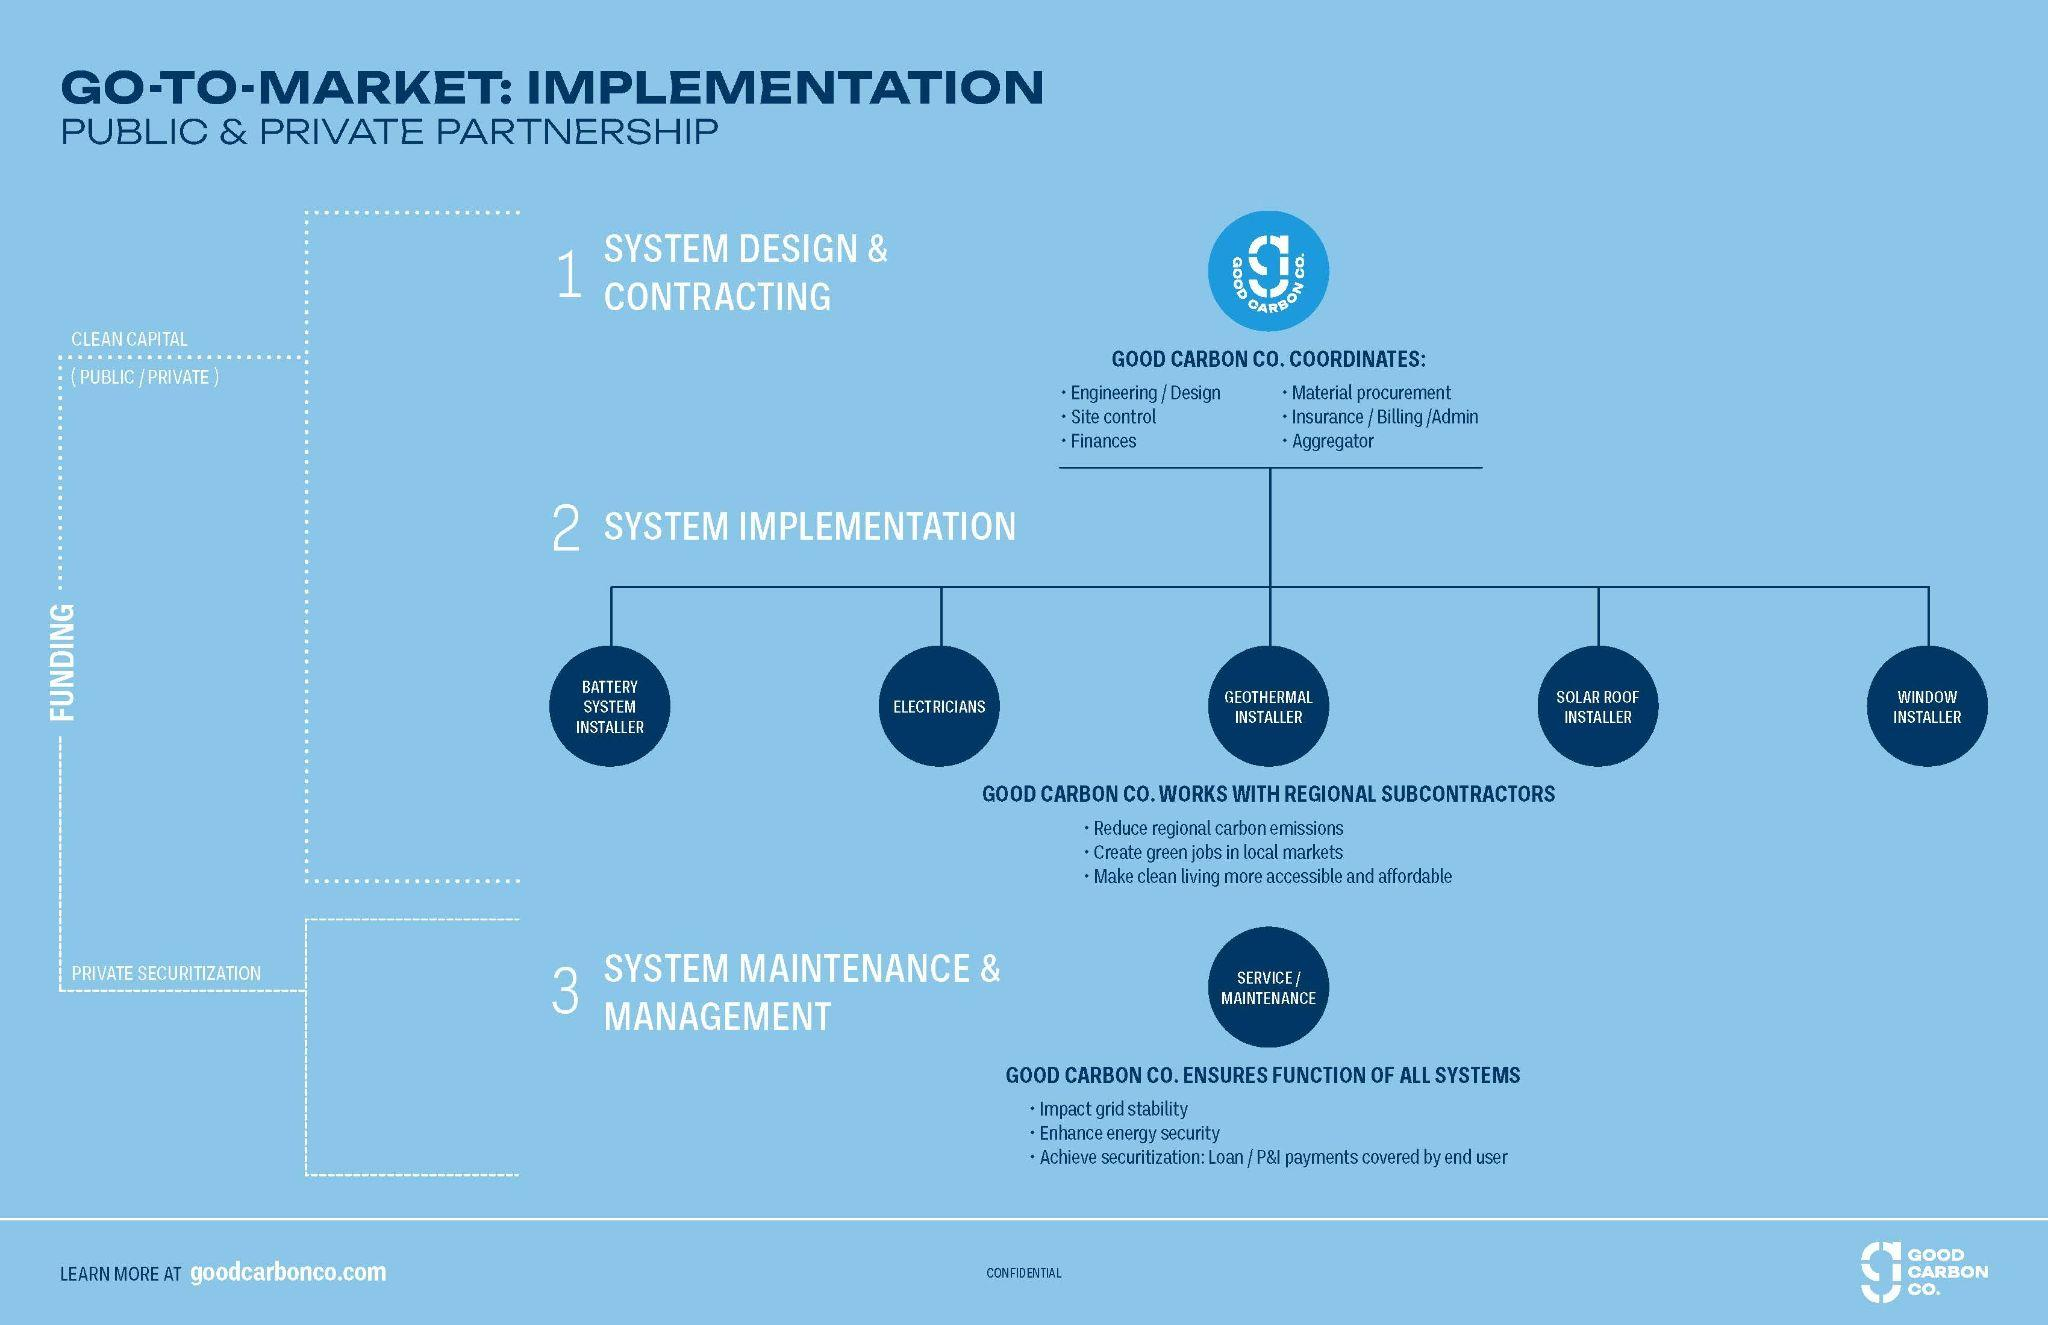 GO-TO-MARKET: IMPLEMENTATION
PUBLIC & PRIVATE PARTNERSHIP
FUNDING
CLEAN CAPITAL
( PUBLIC / PRIVATE )
PRIVATE SECURITIZATION
1
SYSTEM DESIGN &
CONTRACTING
GOOD CARBON CO.
GOOD CARBON CO. COORDINATES:
• Engineering / Design
• Site control
• Finances
• Material procurement
• Insurance / Billing /Admin
• Aggregator
2
SYSTEM IMPLEMENTATION
BATTERY
SYSTEM
INSTALLER
ELECTRICIANS
GEOTHERMAL
INSTALLER
SOLAR ROOF
INSTALLER
WINDOW
INSTALLER
GOOD CARBON CO. WORKS WITH REGIONAL SUBCONTRACTORS
• Reduce regional carbon emissions
• Create green jobs in local markets
• Make clean living more accessible and affordable
3
SYSTEM MAINTENANCE &
MANAGEMENT
SERVICE /
MAINTENANCE
GOOD CARBON CO. ENSURES FUNCTION OF ALL SYSTEMS
• Impact grid stability
• Enhance energy security
• Achieve securitization: Loan / P&I payments covered by end user
LEARN MORE AT goodcarbonco.com
CONFIDENTIAL
GOOD
CARBON
CO.